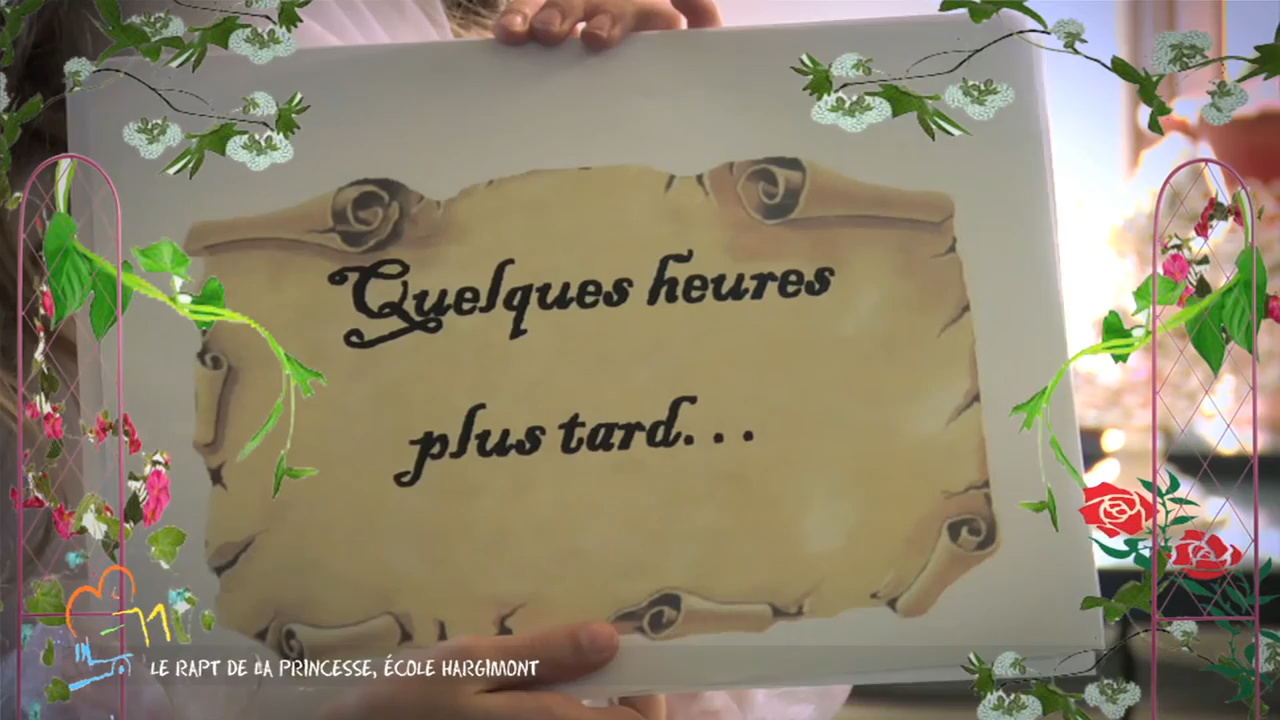 Quelques heures
plus tard...
LE RAPT DE LA PRINCESSE, ÉCOLE HARGIMONT